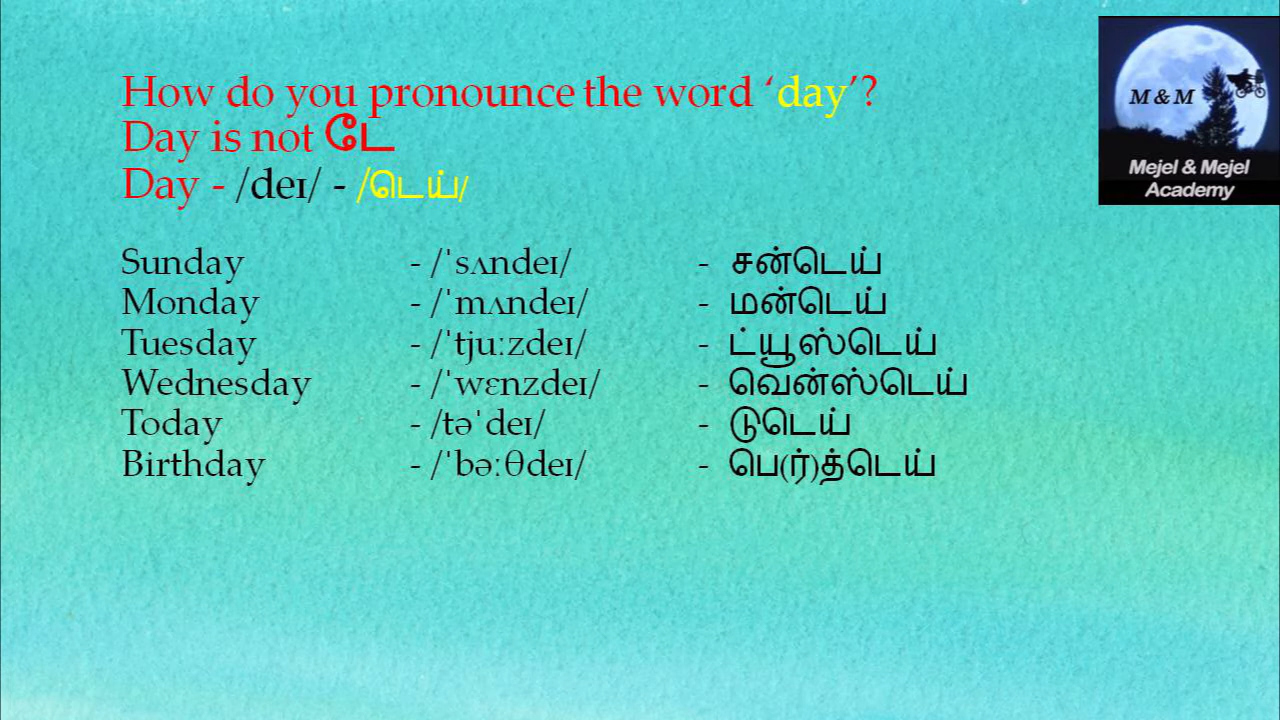 How do you pronounce the word ‘day’?
Day is not டே
Day - /deɪ/ - /டெய்/
Sunday - /ˈsʌndeɪ/ - சன்டெய்
Monday - /ˈmʌndeɪ/ - மன்டெய்
Tuesday - /ˈtjuːzdeɪ/ - ட்யூஸ்டெய்
Wednesday - /ˈwɛnzdeɪ/ - வென்ஸ்டெய்
Today - /təˈdeɪ/ - டுடெய்
Birthday - /ˈbəːθdeɪ/ - பெ(ர்)த்டெய்
M & M
Mejel & Mejel
Academy